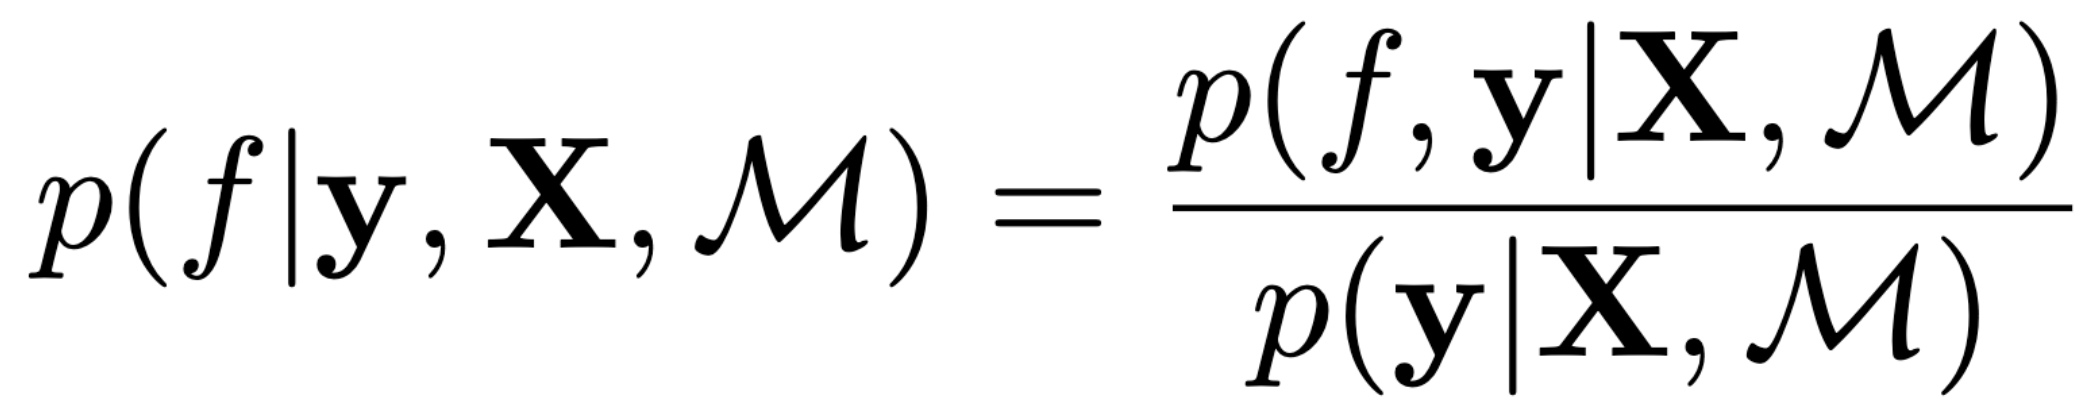 p(f|𝐲, 𝐗, ℳ) = p(f, 𝐲|𝐗, ℳ) / p(𝐲|𝐗, ℳ)